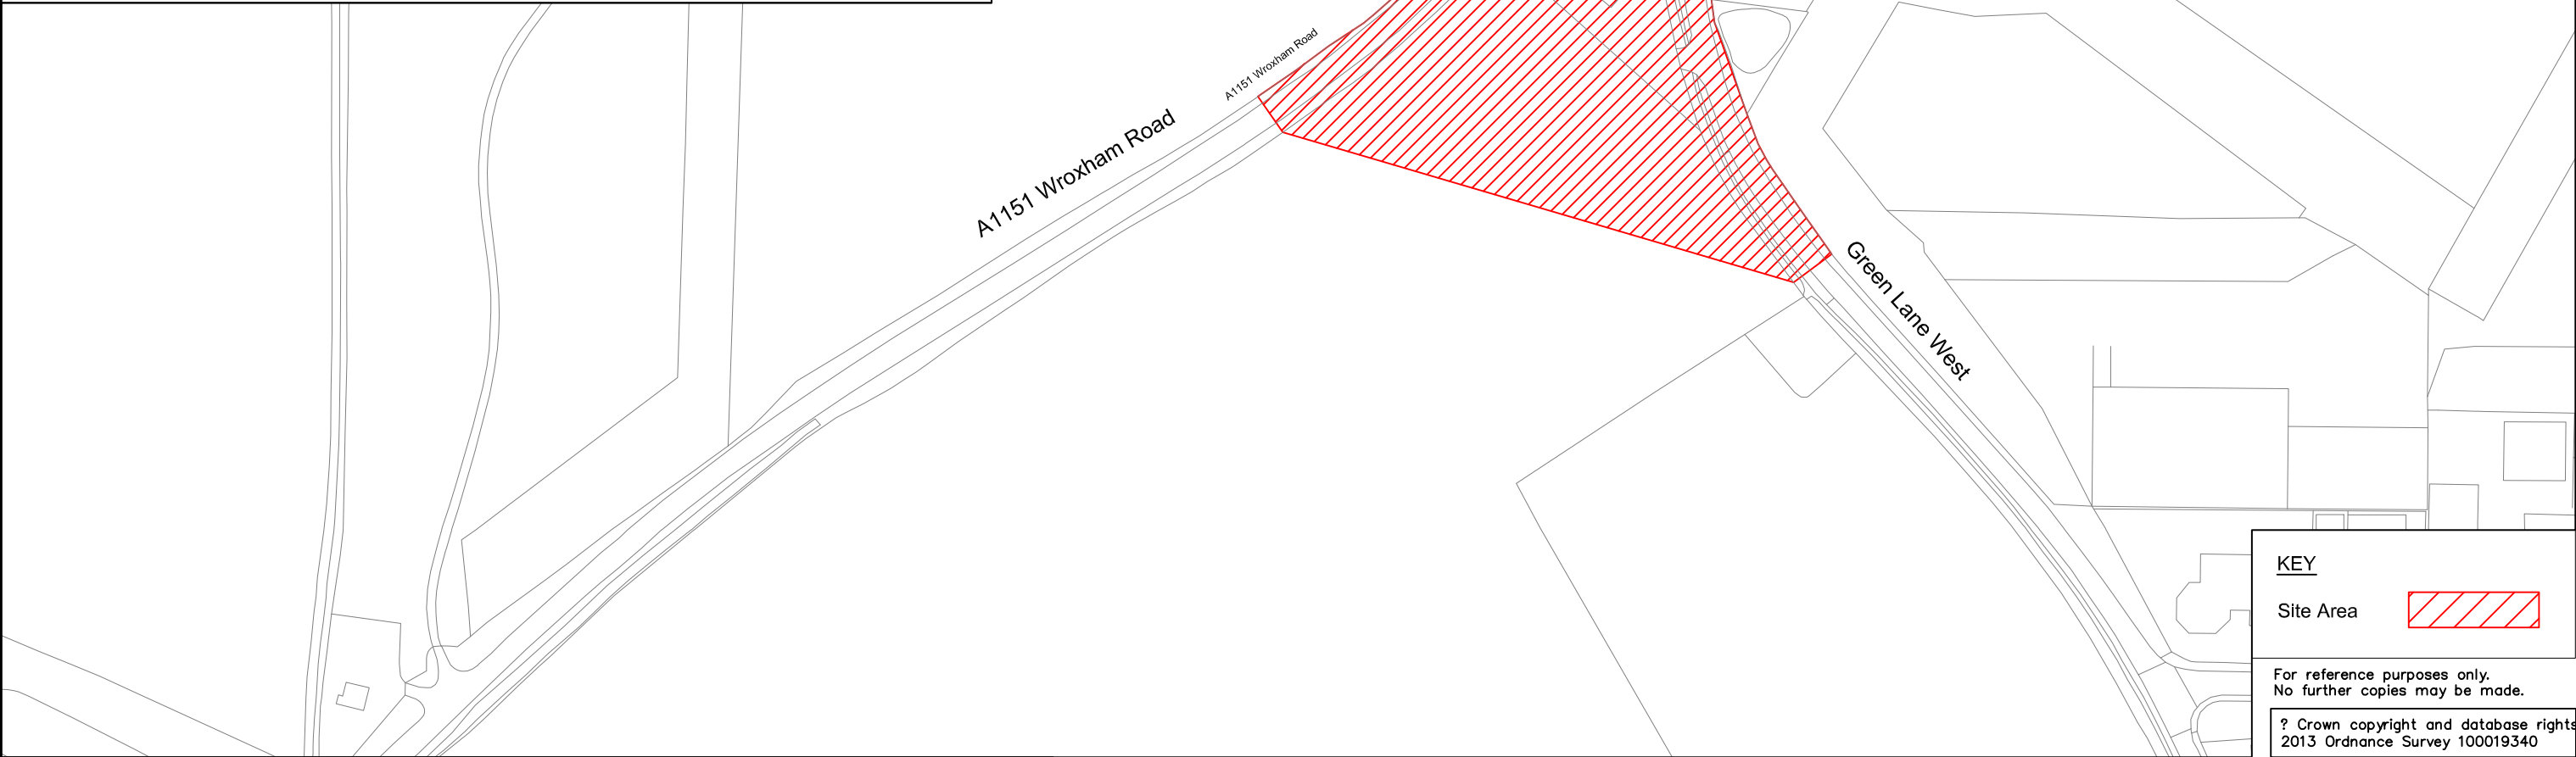 A1151 Wroxham Road
A1151 Wroxham Road
Green Lane West
KEY
Site Area
For reference purposes only.
No further copies may be made.
? Crown copyright and database rights
2013 Ordnance Survey 100019340